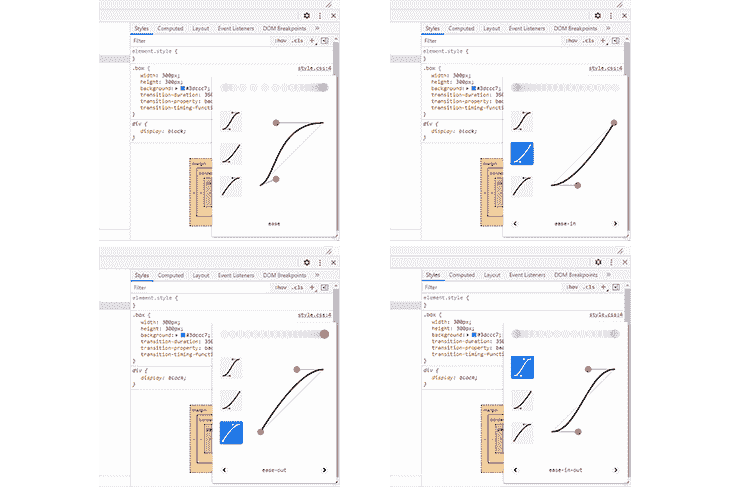 Styles Computed Layout Event Listeners DOM Breakpoints »
Filter :hov .cls +
element.style {
}
.box { style.css:4
width: 300px;
height: 300px;
background: #3dccc7;
transition-duration: 350
transition-property: bac
transition-timing-funct
}
div {
display: block;
}
margin
ease
Styles Computed Layout Event Listeners DOM Breakpoints »
Filter :hov .cls +
element.style {
}
.box { style.css:4
width: 300px;
height: 300px;
background: #3dccc7;
transition-duration: 350
transition-property: bac
transition-timing-funct
}
div {
display: block;
}
margin
ease-in
Styles Computed Layout Event Listeners DOM Breakpoints »
Filter :hov .cls +
element.style {
}
.box { style.css:4
width: 300px;
height: 300px;
background: #3dccc7;
transition-duration: 350
transition-property: bac
transition-timing-funct
}
div {
display: block;
}
margin
ease-out
Styles Computed Layout Event Listeners DOM Breakpoints »
Filter :hov .cls +
element.style {
}
.box { style.css:4
width: 300px;
height: 300px;
background: #3dccc7;
transition-duration: 350
transition-property: bac
transition-timing-funct
}
div {
display: block;
}
margin
ease-in-out